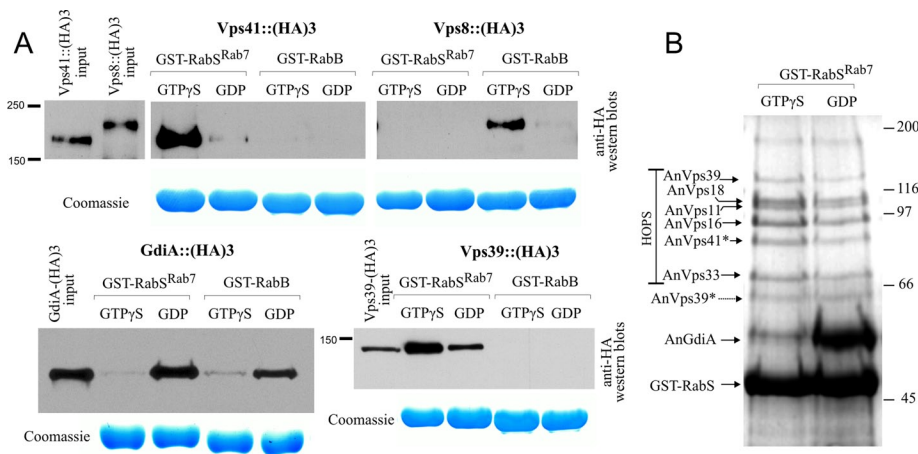 A
Vps41::(HA)3
input
Vps8::(HA)3
input
Vps41::(HA)3
GST-RabS^Rab7
GST-RabB
GTPγS
GDP
GTPγS
GDP
Vps8::(HA)3
GST-RabS^Rab7
GST-RabB
GTPγS
GDP
GTPγS
GDP
250
150
anti-HA
western blots
Coomassie
GdiA-(HA)3
input
GdiA::(HA)3
GST-RabS^Rab7
GST-RabB
GTPγS
GDP
GTPγS
GDP
Coomassie
Vps39-(HA)3
input
Vps39::(HA)3
GST-RabS^Rab7
GST-RabB
GTPγS
GDP
GTPγS
GDP
150
anti-HA
western blots
Coomassie
B
GST-RabS^Rab7
GTPγS
GDP
HOPS
AnVps39
AnVps18
AnVps11
AnVps16
AnVps41*
AnVps33
AnVps39*
AnGdiA
GST-RabS
200
116
97
66
45